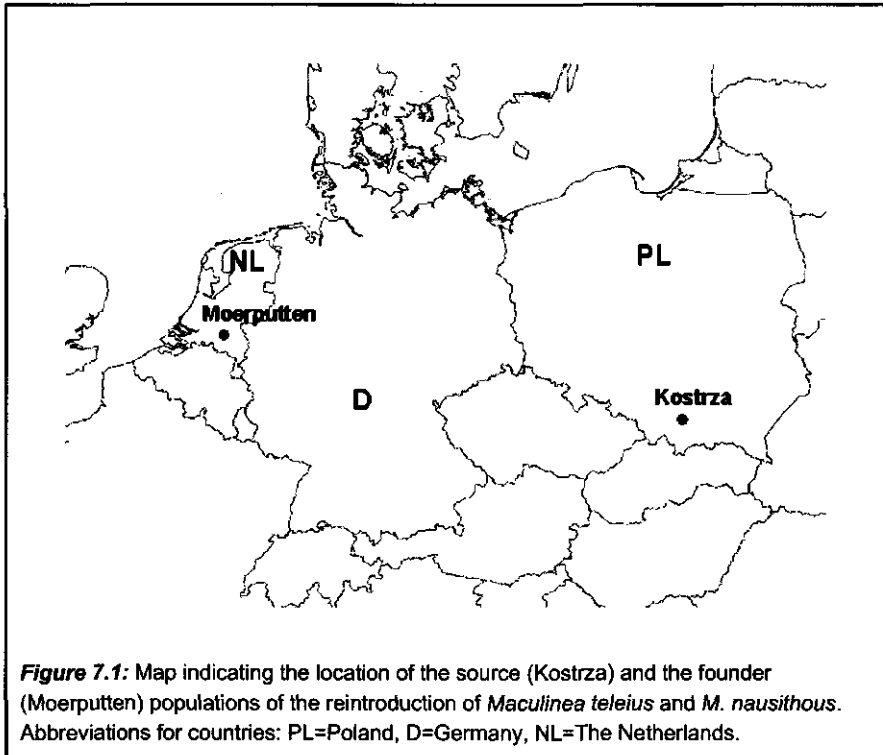 NL
PL
Moerputten
D
Kostrza
Figure 7.1: Map indicating the location of the source (Kostrza) and the founder
(Moerputten) populations of the reintroduction of Maculinea teleius and M. nausithous.
Abbreviations for countries: PL=Poland, D=Germany, NL=The Netherlands.